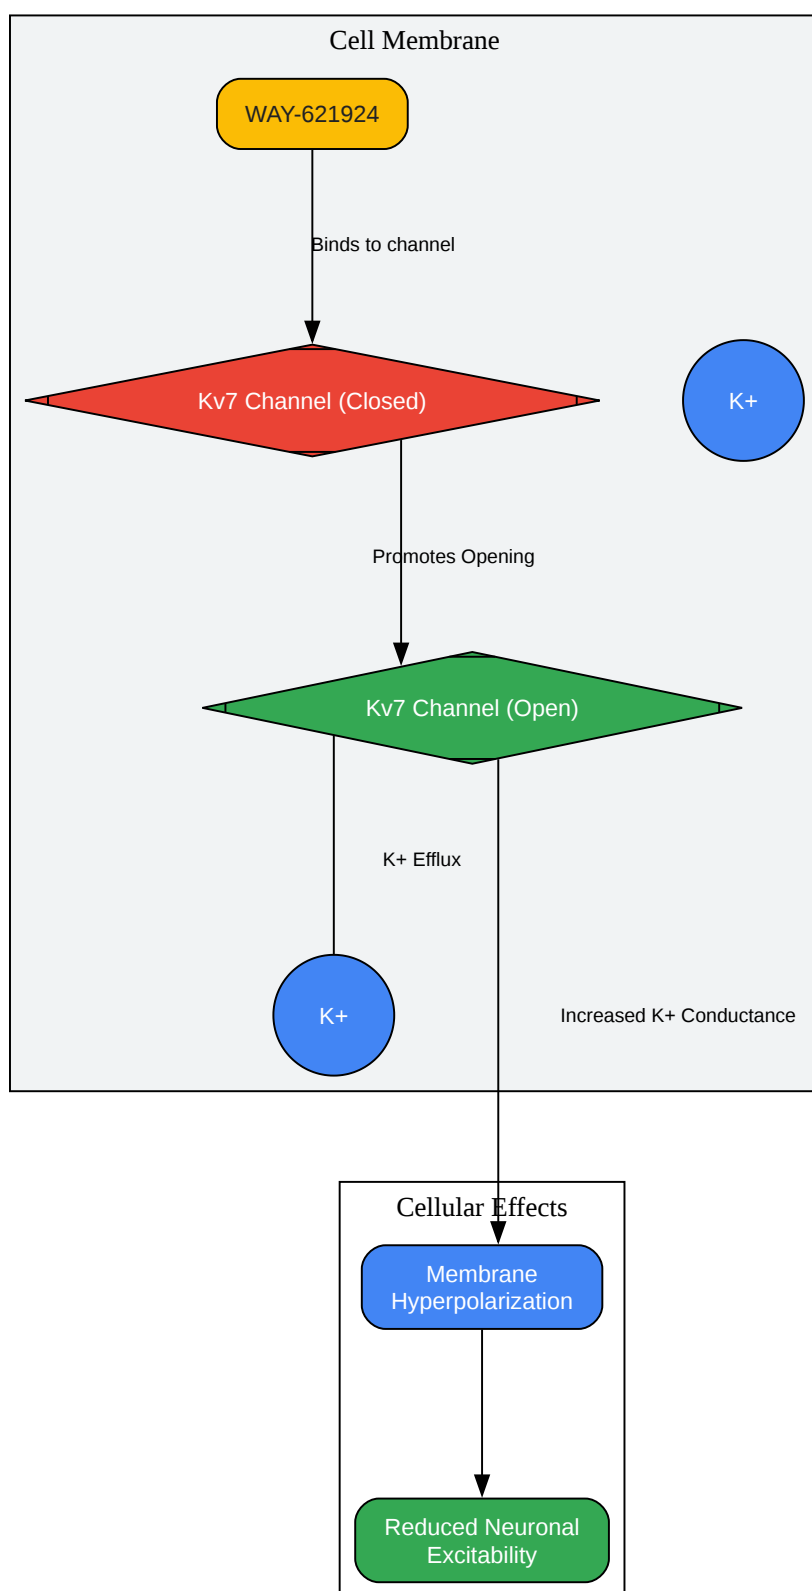 Cell Membrane
WAY-621924
Binds to channel
Kv7 Channel (Closed)
K+
Promotes Opening
Kv7 Channel (Open)
K+ Efflux
K+
Increased K+ Conductance
Cellular Effects
Membrane
Hyperpolarization
Reduced Neuronal
Excitability